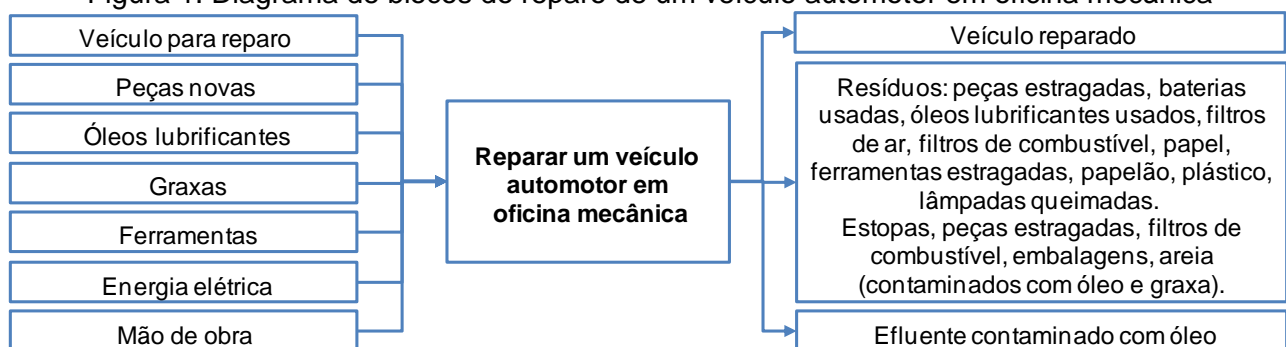 Figura 1: Diagrama de blocos do reparo de um veículo automotor em oficina mecânica
Veículo para reparo
Peças novas
Óleos lubrificantes
Graxas
Ferramentas
Energia elétrica
Mão de obra
Reparar um veículo
automotor em
oficina mecânica
Veículo reparado
Resíduos: peças estragadas, baterias
usadas, óleos lubrificantes usados, filtros
de ar, filtros de combustível, papel,
ferramentas estragadas, papelão, plástico,
lâmpadas queimadas.
Estopas, peças estragadas, filtros de
combustível, embalagens, areia
(contaminados com óleo e graxa).
Efluente contaminado com óleo